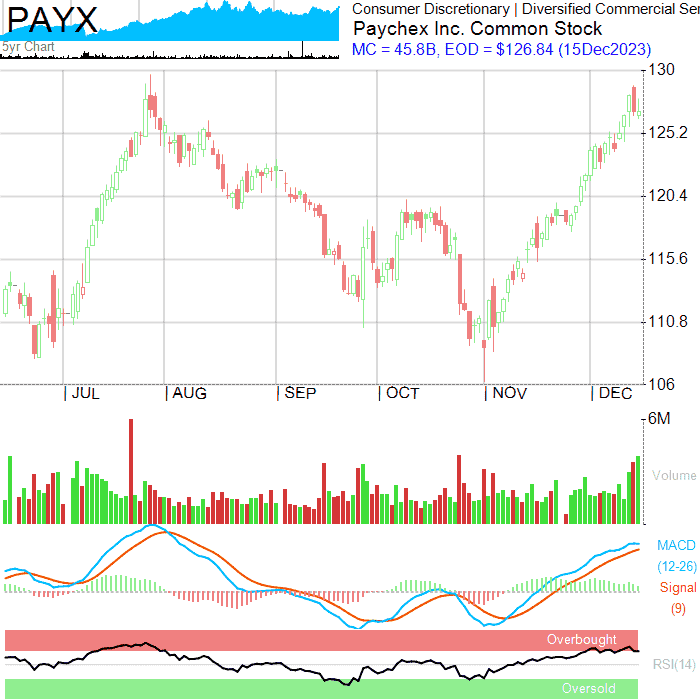 PAYX
5yr Chart
Consumer Discretionary | Diversified Commercial Ser
Paychex Inc. Common Stock
MC = 45.8B, EOD = $126.84 (15Dec2023)
130
125.2
120.4
115.6
110.8
106
| JUL | AUG | SEP | OCT | NOV | DEC
6M
Volume
MACD
(12-26)
Signal
(9)
Overbought
RSI(14)
Oversold